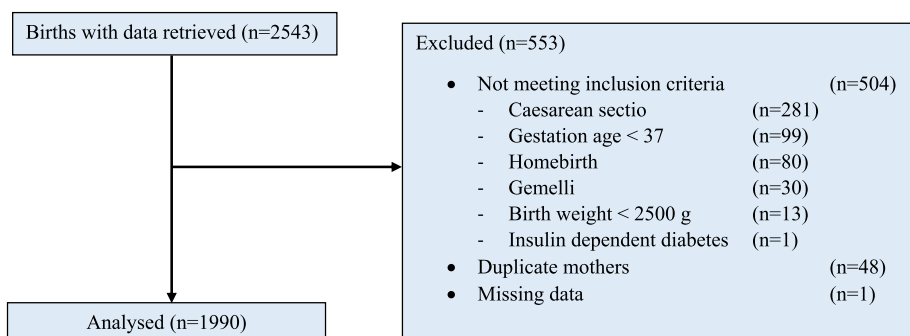 Births with data retrieved (n=2543)
Excluded (n=553)
• Not meeting inclusion criteria (n=504)
- Caesarean sectio (n=281)
- Gestation age < 37 (n=99)
- Homebirth (n=80)
- Gemelli (n=30)
- Birth weight < 2500 g (n=13)
- Insulin dependent diabetes (n=1)
• Duplicate mothers (n=48)
• Missing data (n=1)
Analysed (n=1990)